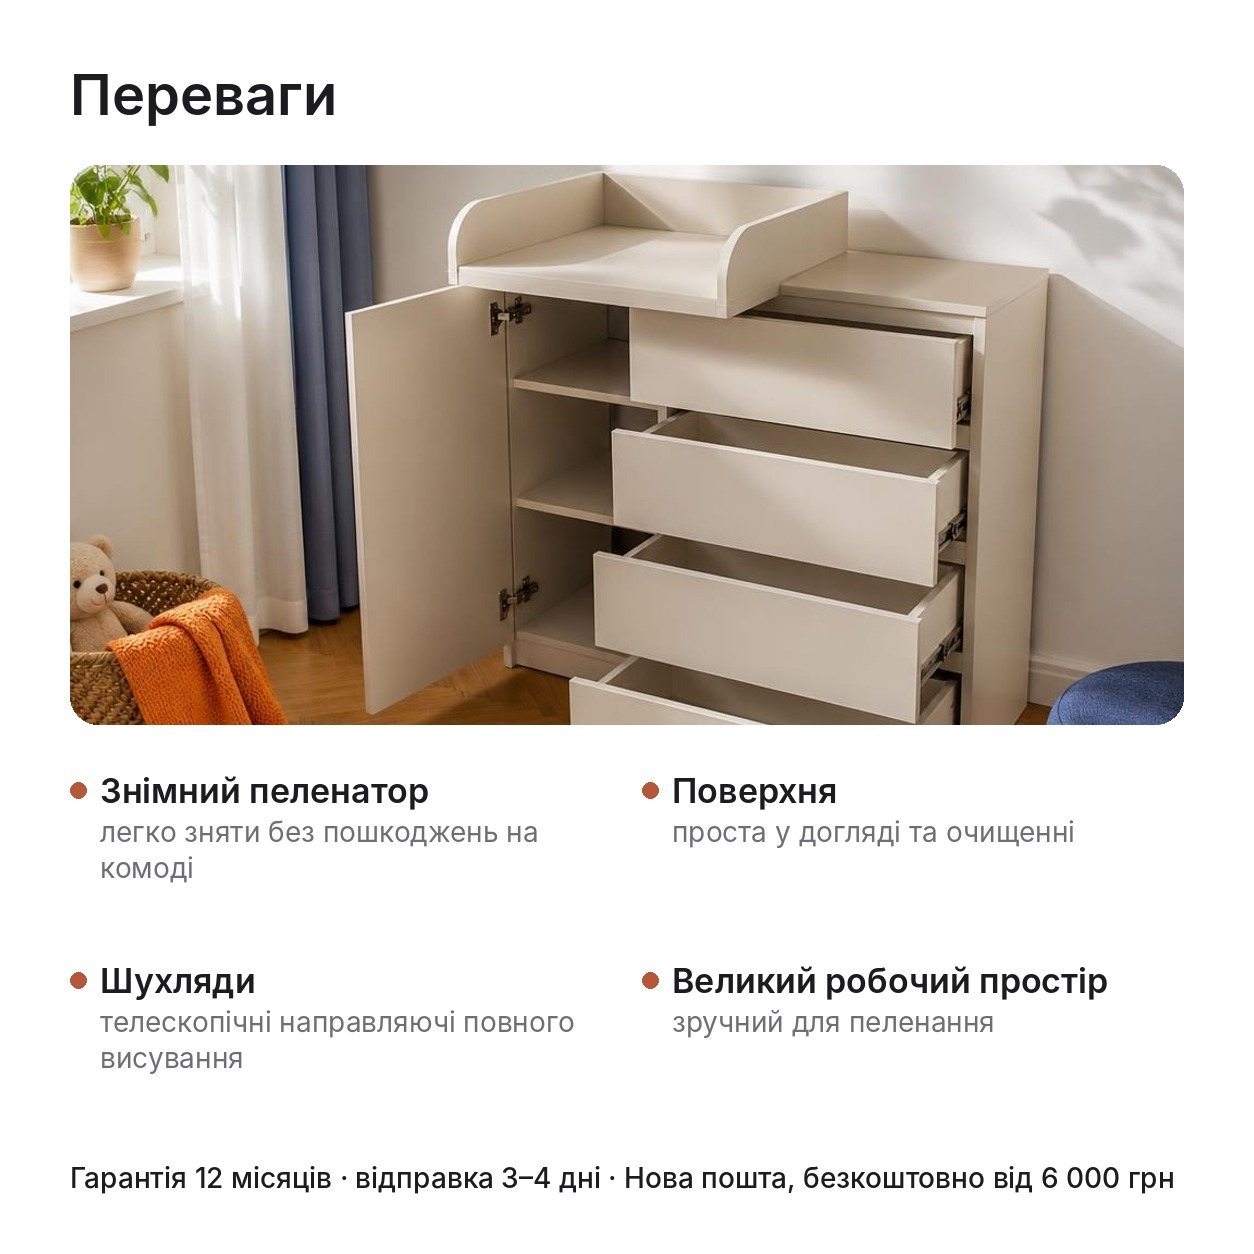 Переваги
Знімний пеленатор
легко зняти без пошкоджень на
комоді
Поверхня
проста у догляді та очищенні
Шухляди
телескопічні направляючі повного
висування
Великий робочий простір
зручний для пеленання
Гарантія 12 місяців · відправка 3–4 дні · Нова пошта, безкоштовно від 6 000 грн